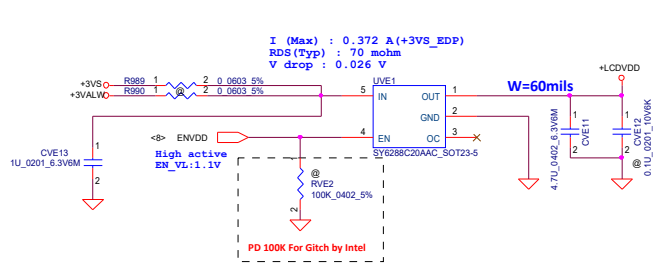 I (Max) : 0.372 A(+3VS_EDP)
RDS(Typ) : 70 mohm
V drop : 0.026 V
+LCDVDD
+3VS R989 1 2 0_0603_5%
+3VALW R990 1 2 0_0603_5%
@
UVE1
5 IN OUT 1
W=60mils
GND 2
<8> ENVDD 4 EN OC 3
SY6288C20AAC_SOT23-5
High active
EN_VL:1.1V
CVE13
1U_0201_6.3V6M
1
2
@
RVE2
100K_0402_5%
1
2
PD 100K For Gitch by Intel
1
2
CVE11
4.7U_0402_6.3V6M
1
2
CVE12
0.1U_0201_10V6K
@